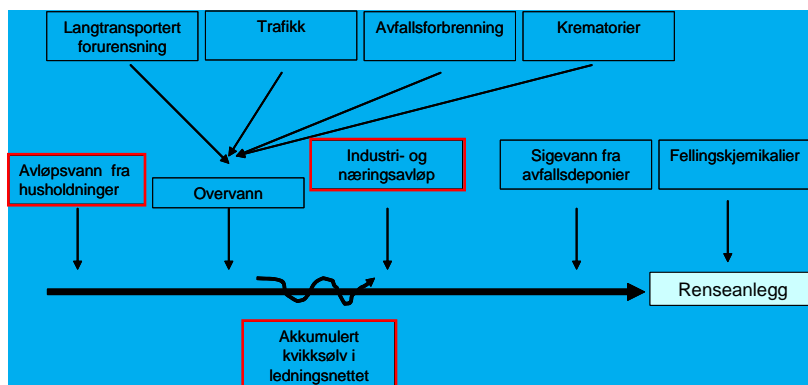 Langtransportert
forurensning
Trafikk
Avfallsforbrenning
Krematorier
Avløpsvann fra
husholdninger
Overvann
Industri- og
næringsavløp
Sigevann fra
avfallsdeponier
Fellingskjemikalier
Renseanlegg
Akkumulert
kvikksølv i
ledningsnettet